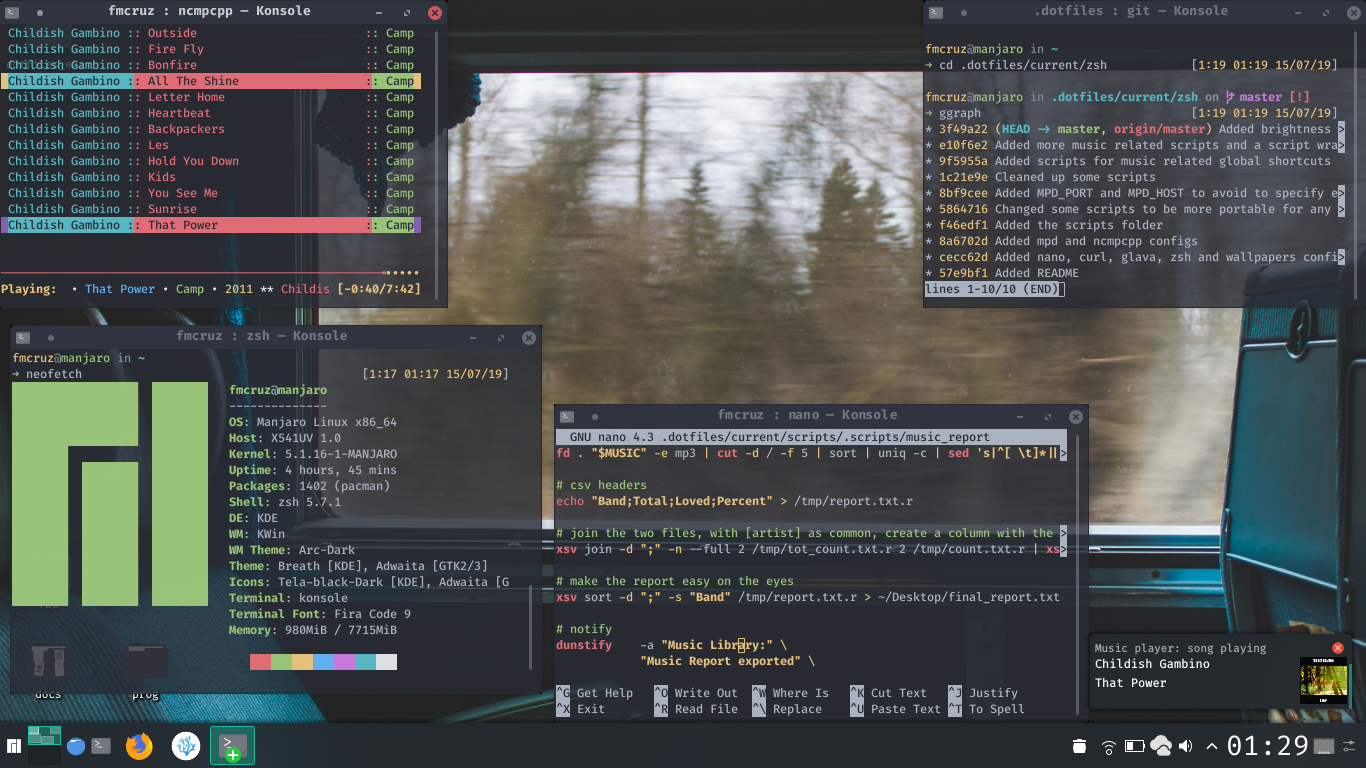 fmcruz : ncmpcpp — Konsole
Childish Gambino :: Outside :: Camp
Childish Gambino :: Fire Fly :: Camp
Childish Gambino :: Bonfire :: Camp
Childish Gambino :: All The Shine :: Camp
Childish Gambino :: Letter Home :: Camp
Childish Gambino :: Heartbeat :: Camp
Childish Gambino :: Backpackers :: Camp
Childish Gambino :: Les :: Camp
Childish Gambino :: Hold You Down :: Camp
Childish Gambino :: Kids :: Camp
Childish Gambino :: You See Me :: Camp
Childish Gambino :: Sunrise :: Camp
Childish Gambino :: That Power :: Camp
Playing: • That Power • Camp • 2011 ** Childis [-0:40/7:42]
.dotfiles : git — Konsole
fmcruz@manjaro in ~
➜ cd .dotfiles/current/zsh [1:19 01:19 15/07/19]
fmcruz@manjaro in .dotfiles/current/zsh on master [!]
➜ ggraph [1:19 01:19 15/07/19]
* 3f49a22 (HEAD -> master, origin/master) Added brightness >
* e10f6e2 Added more music related scripts and a script wra>
* 9f5955a Added scripts for music related global shortcuts
* 1c21e9e Cleaned up some scripts
* 8bf9cee Added MPD_PORT and MPD_HOST to avoid to specify e>
* 5864716 Changed some scripts to be more portable for any >
* f46edf1 Added the scripts folder
* 8a6702d Added mpd and ncmpcpp configs
* cecc62d Added nano, curl, glava, zsh and wallpapers confi>
* 57e9bf1 Added README
lines 1-10/10 (END)
fmcruz : zsh — Konsole
fmcruz@manjaro in ~
➜ neofetch [1:17 01:17 15/07/19]
fmcruz@manjaro
--------------
OS: Manjaro Linux x86_64
Host: X541UV 1.0
Kernel: 5.1.16-1-MANJARO
Uptime: 4 hours, 45 mins
Packages: 1402 (pacman)
Shell: zsh 5.7.1
DE: KDE
WM: KWin
WM Theme: Arc-Dark
Theme: Breath [KDE], Adwaita [GTK2/3]
Icons: Tela-black-Dark [KDE], Adwaita [G
Terminal: konsole
Terminal Font: Fira Code 9
Memory: 980MiB / 7715MiB
docs
prog
fmcruz : nano — Konsole
GNU nano 4.3 .dotfiles/current/scripts/.scripts/music_report
fd . "$MUSIC" -e mp3 | cut -d / -f 5 | sort | uniq -c | sed 's|^[ \t]*||>
# csv headers
echo "Band;Total;Loved;Percent" > /tmp/report.txt.r
# join the two files, with [artist] as common, create a column with the >
xsv join -d ";" -n --full 2 /tmp/tot_count.txt.r 2 /tmp/count.txt.r | xs>
# make the report easy on the eyes
xsv sort -d ";" -s "Band" /tmp/report.txt.r > ~/Desktop/final_report.txt
# notify
dunstify -a "Music Library:" \
"Music Report exported" \
^G Get Help ^O Write Out ^W Where Is ^K Cut Text ^J Justify
^X Exit ^R Read File ^\ Replace ^U Paste Text ^T To Spell
Music player: song playing
Childish Gambino
That Power
01:29